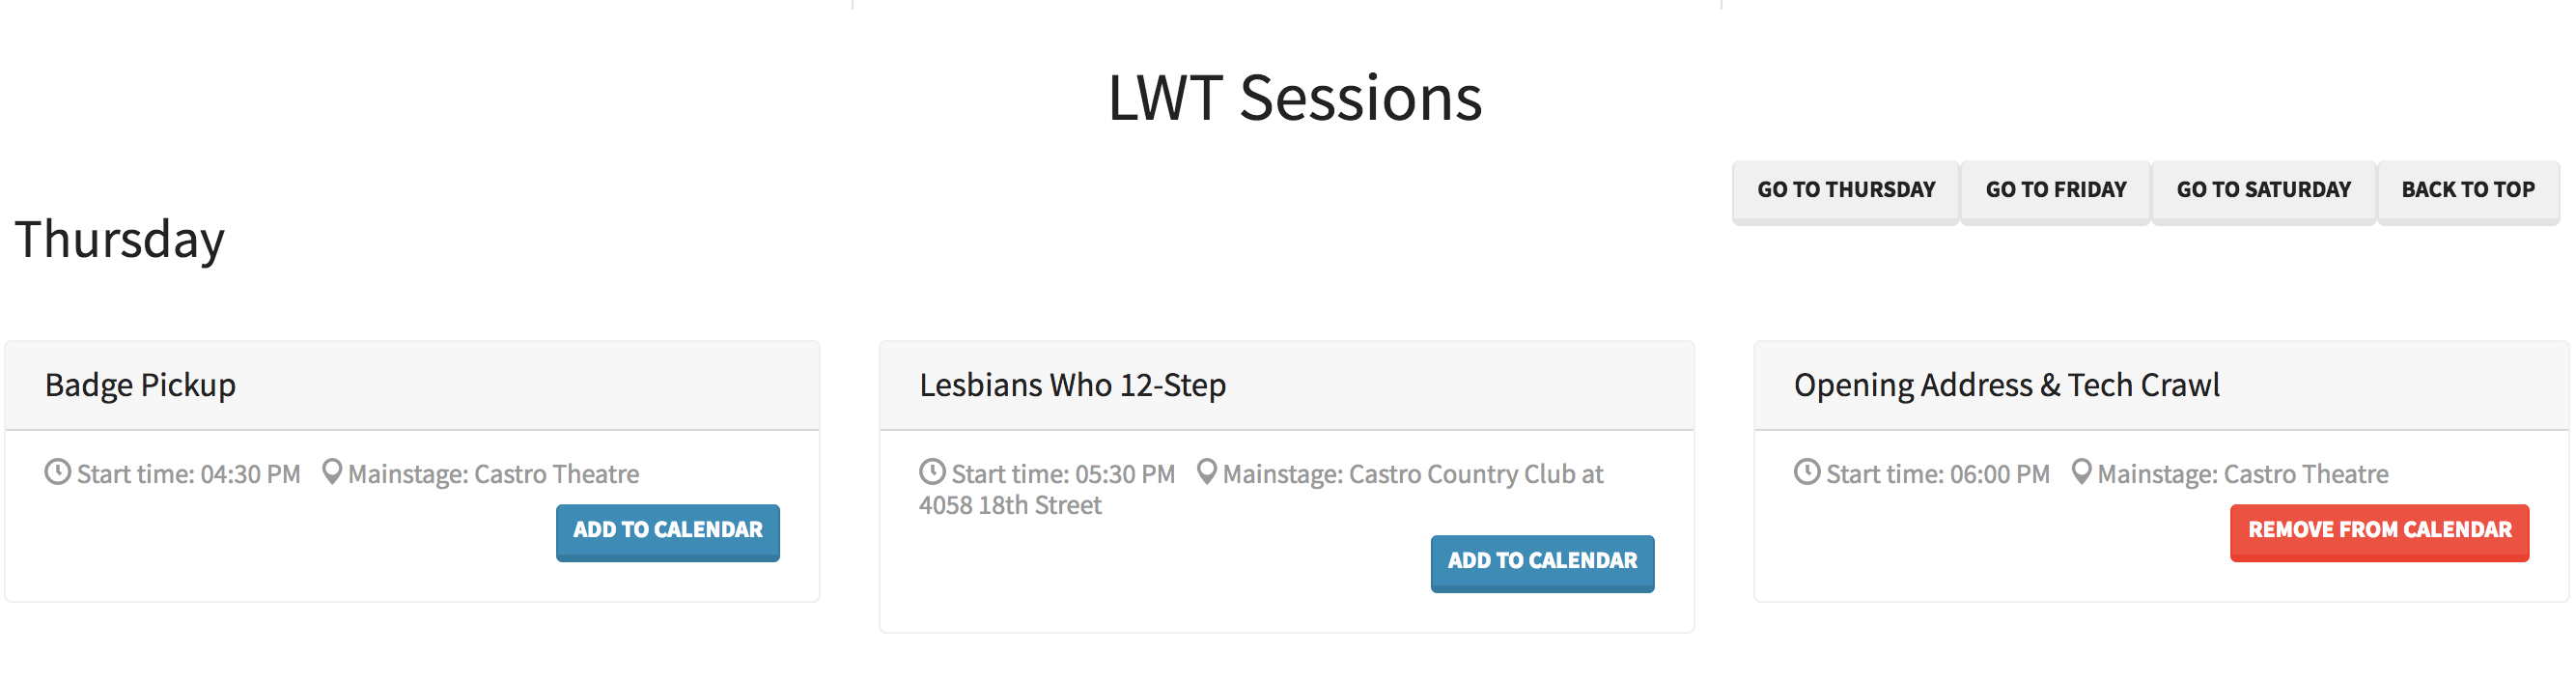 LWT Sessions
GO TO THURSDAY
GO TO FRIDAY
GO TO SATURDAY
BACK TO TOP
Thursday
Badge Pickup
Start time: 04:30 PM Mainstage: Castro Theatre
ADD TO CALENDAR
Lesbians Who 12-Step
Start time: 05:30 PM Mainstage: Castro Country Club at
4058 18th Street
ADD TO CALENDAR
Opening Address & Tech Crawl
Start time: 06:00 PM Mainstage: Castro Theatre
REMOVE FROM CALENDAR